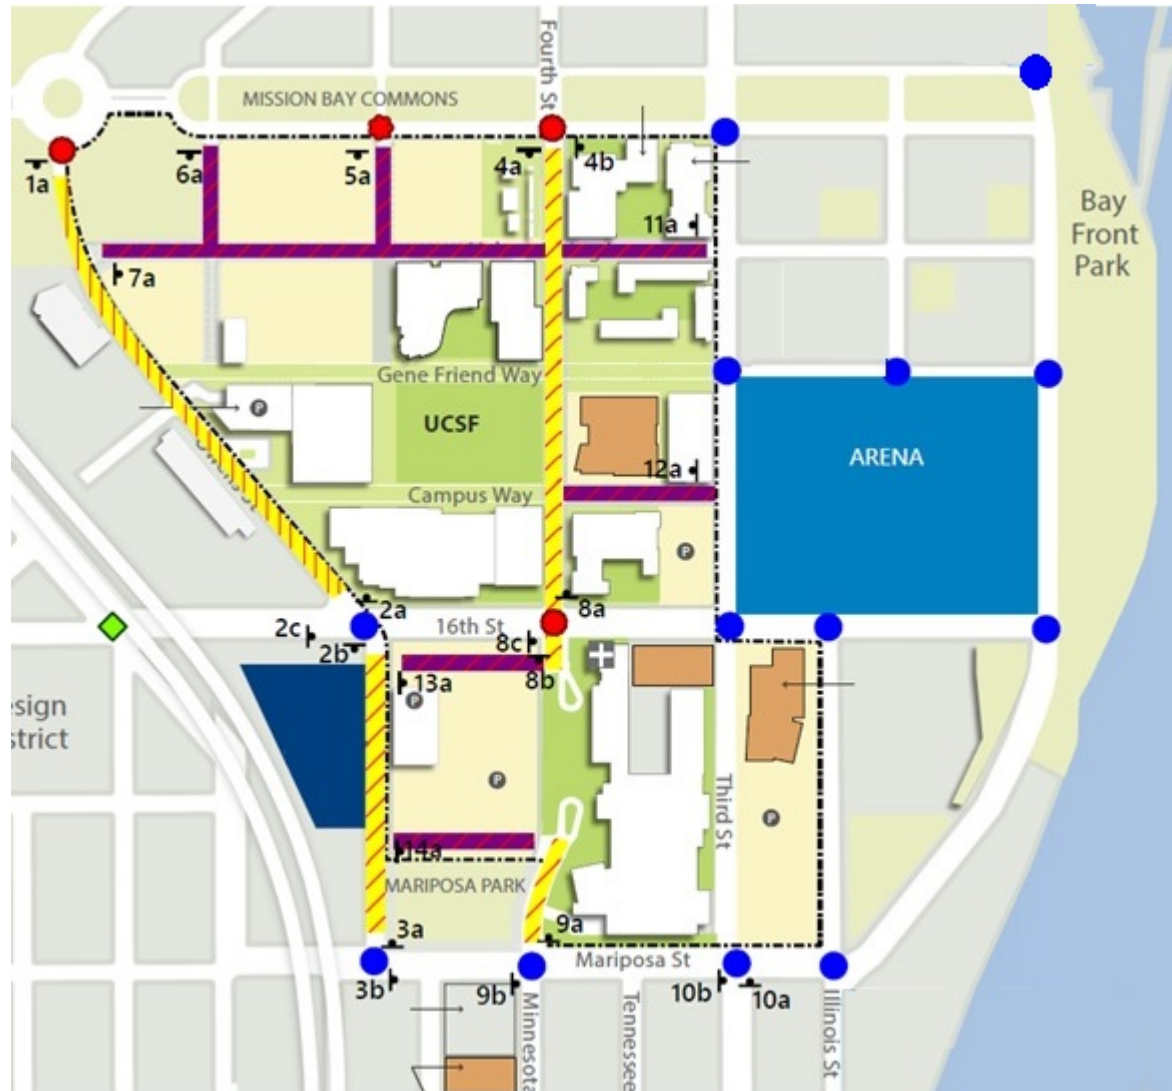 Fourth St
MISSION BAY COMMONS
1a
6a
5a
4a
4b
11a
Bay
Front
Park
7a
Gene Friend Way
P
UCSF
ARENA
12a
Campus Way
P
2a
8a
2c
16th St
8c
2b
8b
13a
P
esign
strict
P
Third St
P
14a
MARIPOSA PARK
3a
9a
Mariposa St
3b
9b
10b
10a
Minnesota
Tennessee
Illinois St